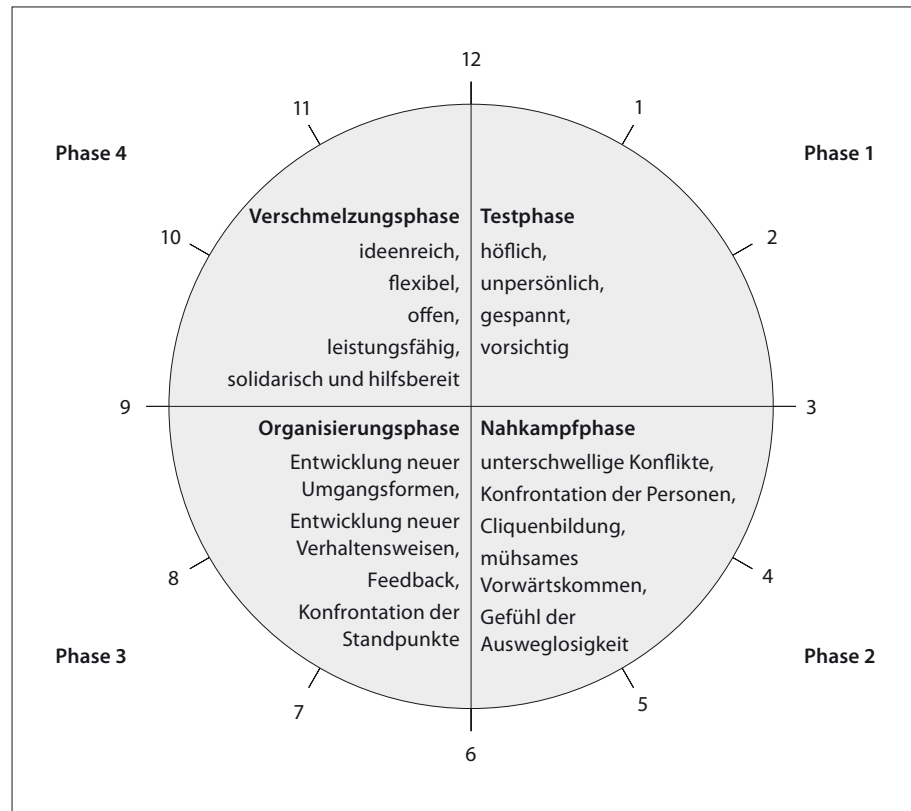 12
11
1
Phase 4
Phase 1
10
2
Verschmelzungsphase
ideenreich,
flexibel,
offen,
leistungsfähig,
solidarisch und hilfsbereit
Testphase
höflich,
unpersönlich,
gespannt,
vorsichtig
9
3
Organisierungsphase
Entwicklung neuer
Umgangsformen,
Entwicklung neuer
Verhaltensweisen,
Feedback,
Konfrontation der
Standpunkte
Nahkampfphase
unterschwellige Konflikte,
Konfrontation der Personen,
Cliquenbildung,
mühsames
Vorwärtskommen,
Gefühl der
Ausweglosigkeit
8
4
Phase 3
Phase 2
7
5
6